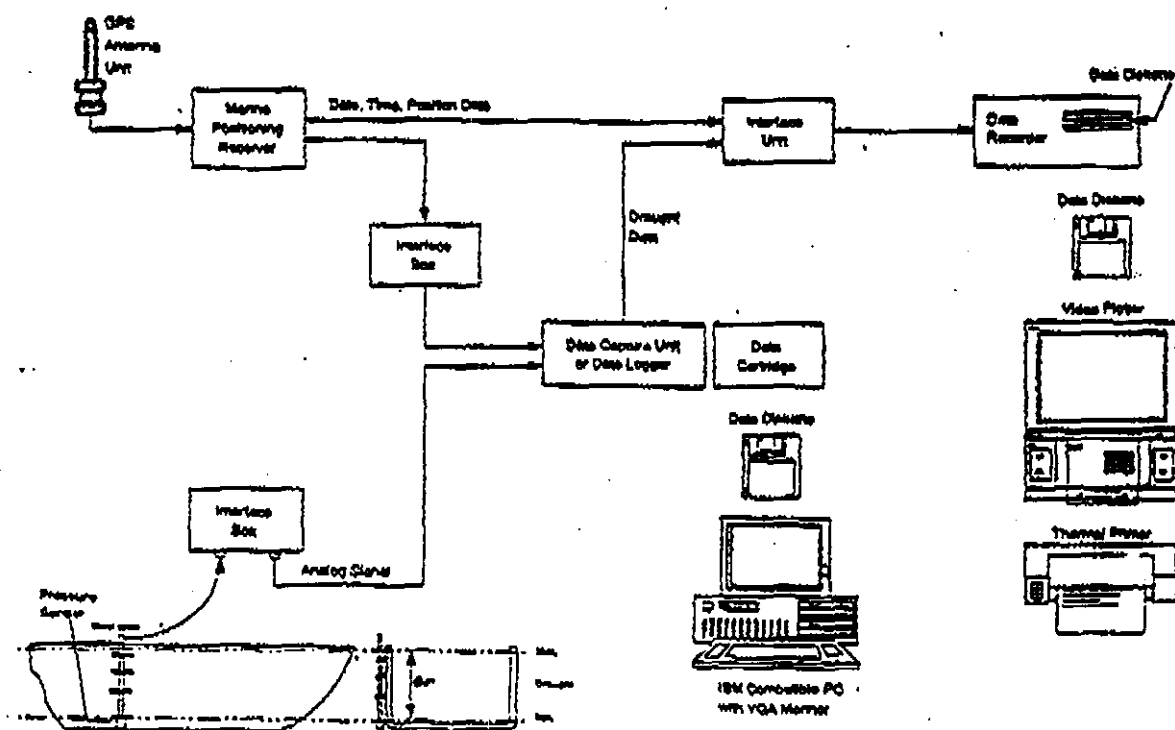 GPS
Antenna
Unit
Marine
Positioning
Receiver
Date, Time, Position Data
Interface
Unit
Data
Recorder
Data Diskette
Data Diskette
Draught
Data
Interface
Box
Data Capture Unit
or Data Logger
Data
Cartridge
Video Plotter
Data Diskette
Interface
Box
Analog Signal
Thermal Printer
Pressure
Sensor
Draught
IBM Compatible PC
with VGA Monitor